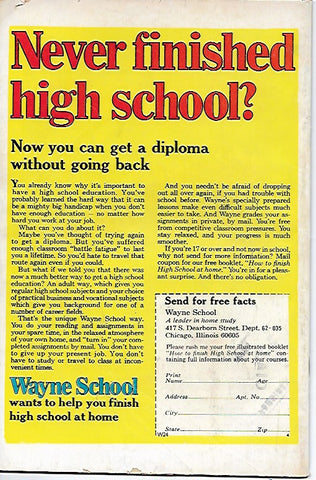 Never finished
high school?
Now you can get a diploma
without going back
You already know why it's important to
have a high school education. You've
probably learned the hard way that it can
be a mighty big handicap when you don't
have enough education — no matter how
hard you work at your job.
What can you do about it?
Maybe you've thought of trying again
to get a diploma. But you've suffered
enough classroom "battle fatigue" to last
you a lifetime. So you'd hate to travel that
route again even if you could.
But what if we told you that there was
now a much better way to get a high school
education? An adult way, which gives you
regular high school subjects and your choice
of practical business and vocational subjects
which give you background for one of a
number of career fields.
That's the unique Wayne School way.
You do your reading and assignments in
your spare time, in the relaxed atmosphere
of your own home, and "turn in" your com-
pleted assignments by mail. You don't have
to give up your present job. You don't have
to study or travel to class at incon-
venient times.
Wayne School
wants to help you finish
high school at home
And you needn't be afraid of dropping
out all over again, if you had trouble with
school before. Wayne's specially prepared
lessons make even difficult subjects much
easier to take. And Wayne grades your as-
signments in private, by mail. You're free
from competitive classroom pressures. You
stay relaxed, and your progress is much
smoother.
If you're 17 or over and not now in school,
why not send for more information? Mail
coupon for our free booklet, "How to finish
High School at home." You're in for a pleas-
ant surprise. And there's no obligation.
Send for free facts
Wayne School
A leader in home study
417 S. Dearborn Street, Dept. 62-035
Chicago, Illinois 60605
Please rush me your free illustrated booklet
"How to finish High School at home" con-
taining full information about your courses.
Print
Name Age
Address Apt. No.
City
State Zip
W24 4